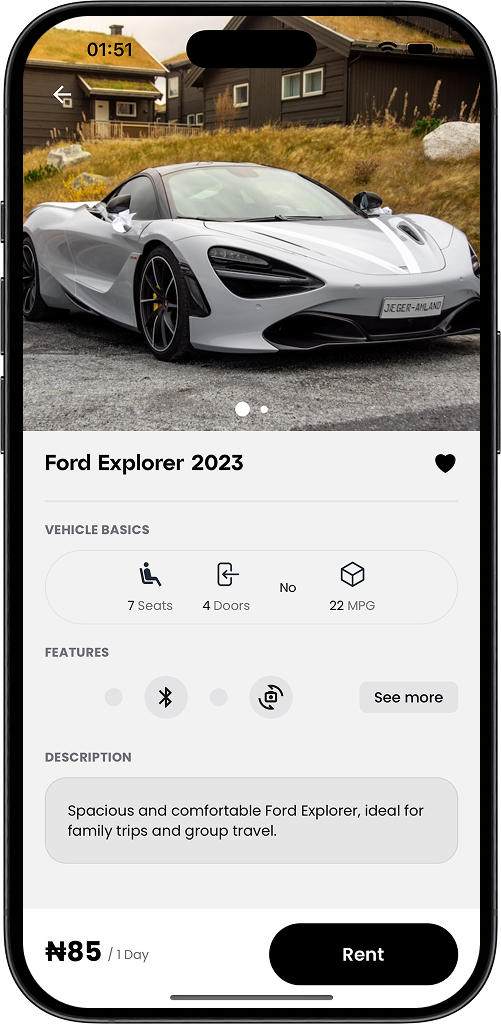 01:51
JEGER-AMLAND
Ford Explorer 2023
VEHICLE BASICS
7 Seats
4 Doors
No
22 MPG
FEATURES
See more
DESCRIPTION
Spacious and comfortable Ford Explorer, ideal for
family trips and group travel.
₦85 / 1 Day
Rent